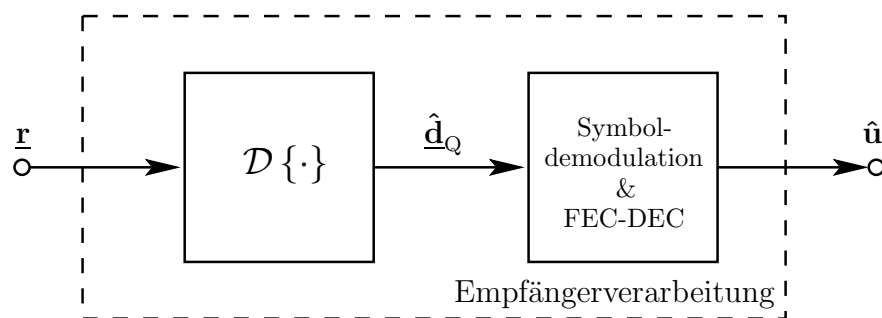 r
𝒟 {·}
d̂_Q
Symbol-
demodulation
&
FEC-DEC
û
Empfängerverarbeitung